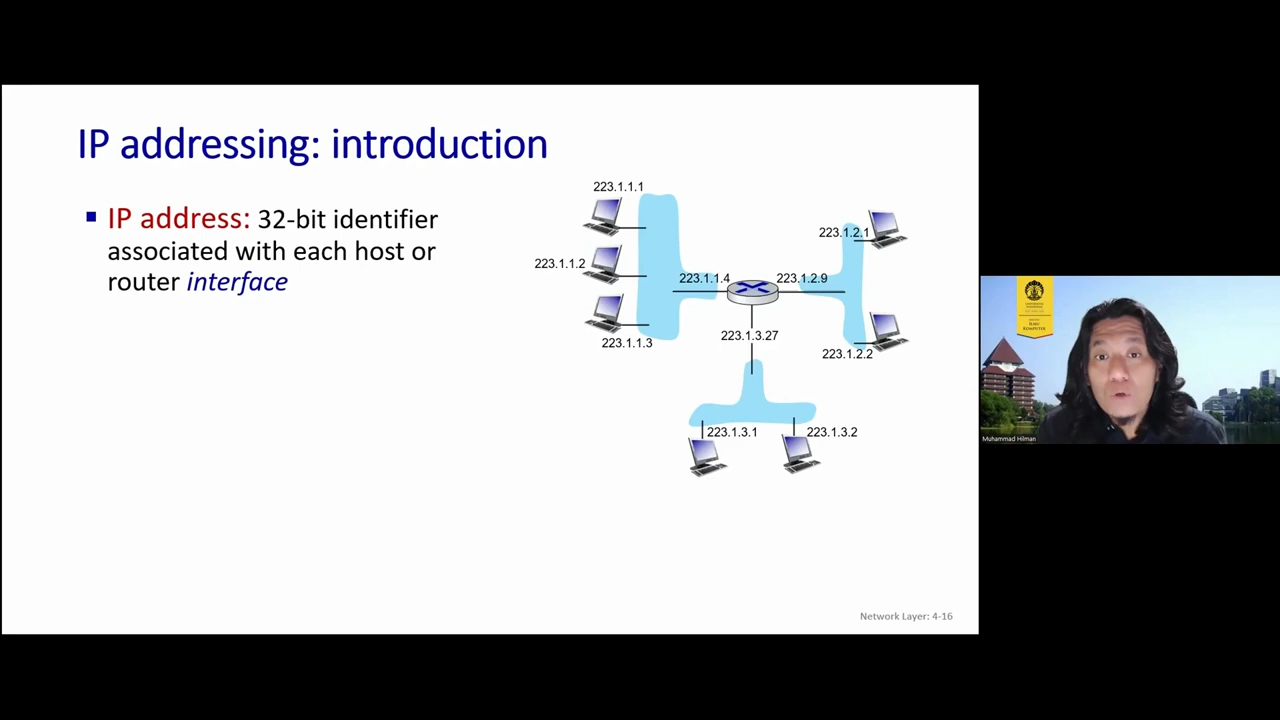 IP addressing: introduction
IP address: 32-bit identifier
associated with each host or
router interface
223.1.1.1
223.1.1.2
223.1.1.3
223.1.1.4
223.1.2.9
223.1.2.1
223.1.2.2
223.1.3.27
223.1.3.1
223.1.3.2
Network Layer: 4-16
ILMU
KOMPUTER
Muhammad Hilman